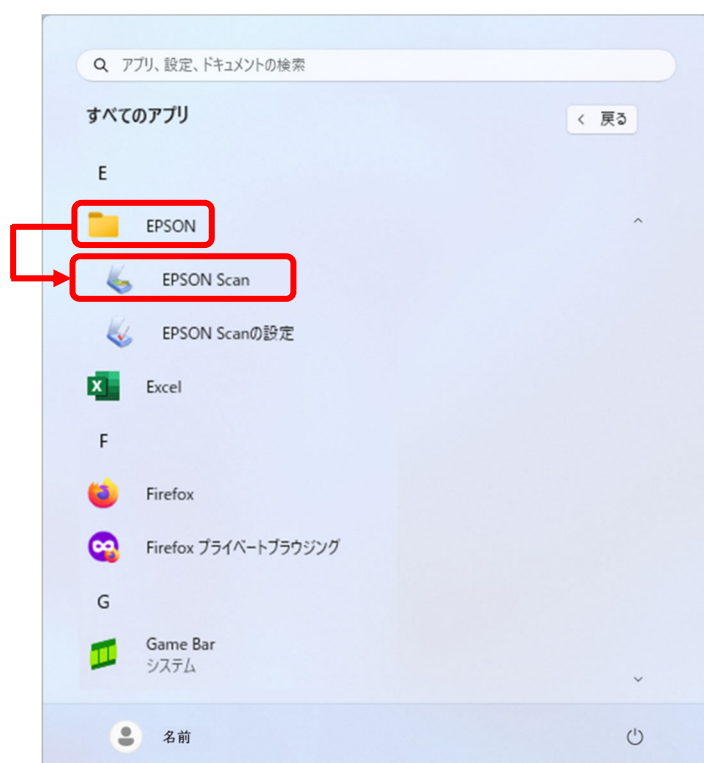 アプリ、設定、ドキュメントの検索
すべてのアプリ
< 戻る
E
EPSON
EPSON Scan
EPSON Scanの設定
Excel
F
Firefox
Firefox プライベートブラウジング
G
Game Bar
システム
名前